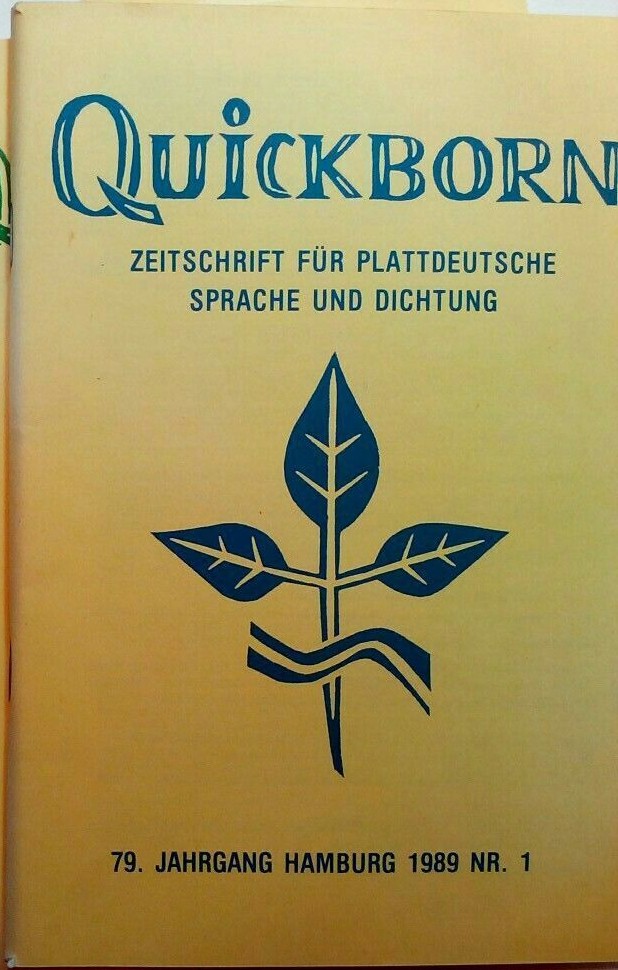 QUICKBORN
ZEITSCHRIFT FÜR PLATTDEUTSCHE
SPRACHE UND DICHTUNG
79. JAHRGANG HAMBURG 1989 NR. 1